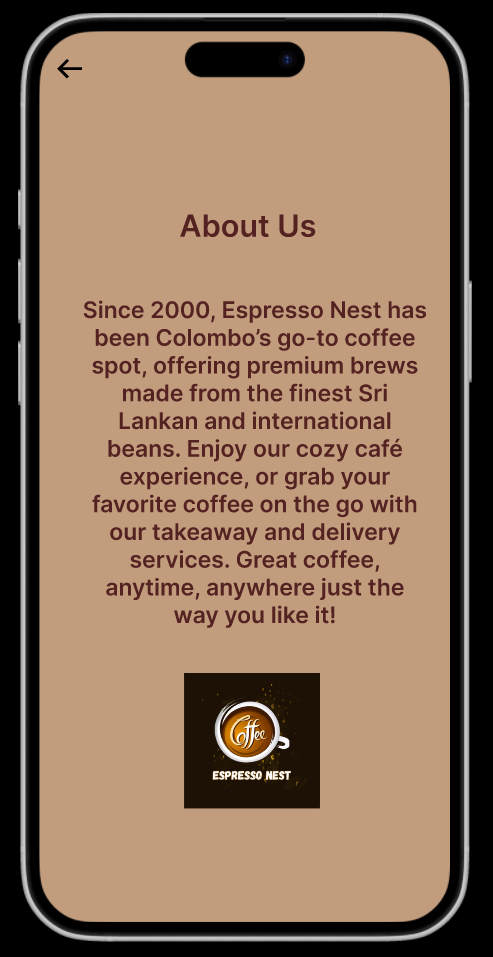 About Us
Since 2000, Espresso Nest has
been Colombo’s go-to coffee
spot, offering premium brews
made from the finest Sri
Lankan and international
beans. Enjoy our cozy café
experience, or grab your
favorite coffee on the go with
our takeaway and delivery
services. Great coffee,
anytime, anywhere just the
way you like it!
Coffee
ESPRESSO NEST